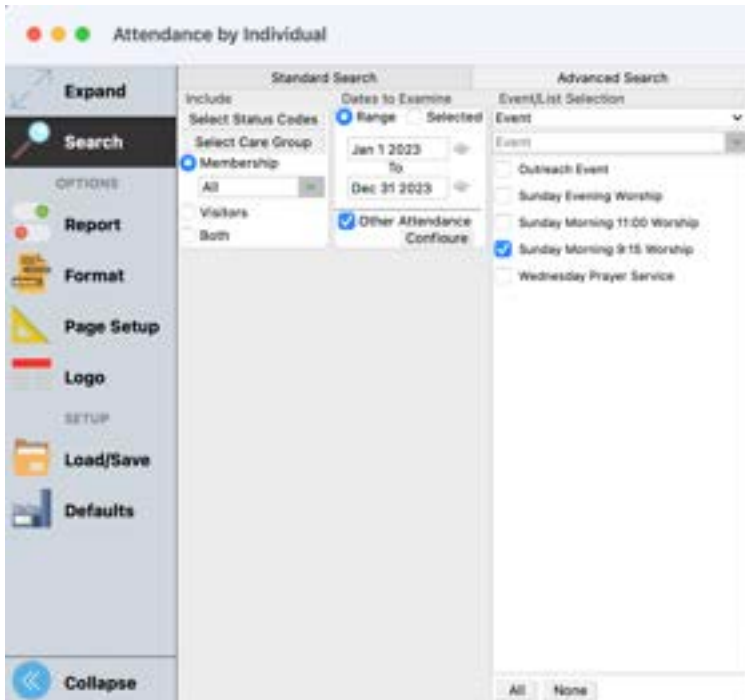 Attendance by Individual
Expand
Search
OPTIONS
Report
Format
Page Setup
Logo
SETUP
Load/Save
Defaults
Collapse
Standard Search
Advanced Search
Include
Select Status Codes
Select Care Group
Membership
All
Visitors
Both
Dates to Examine
Range Selected
Jan 1 2023
To
Dec 31 2023
Other Attendance
Configure
Event/List Selection
Event
Event
Outreach Event
Sunday Evening Worship
Sunday Morning 11:00 Worship
Sunday Morning 9:15 Worship
Wednesday Prayer Service
All None